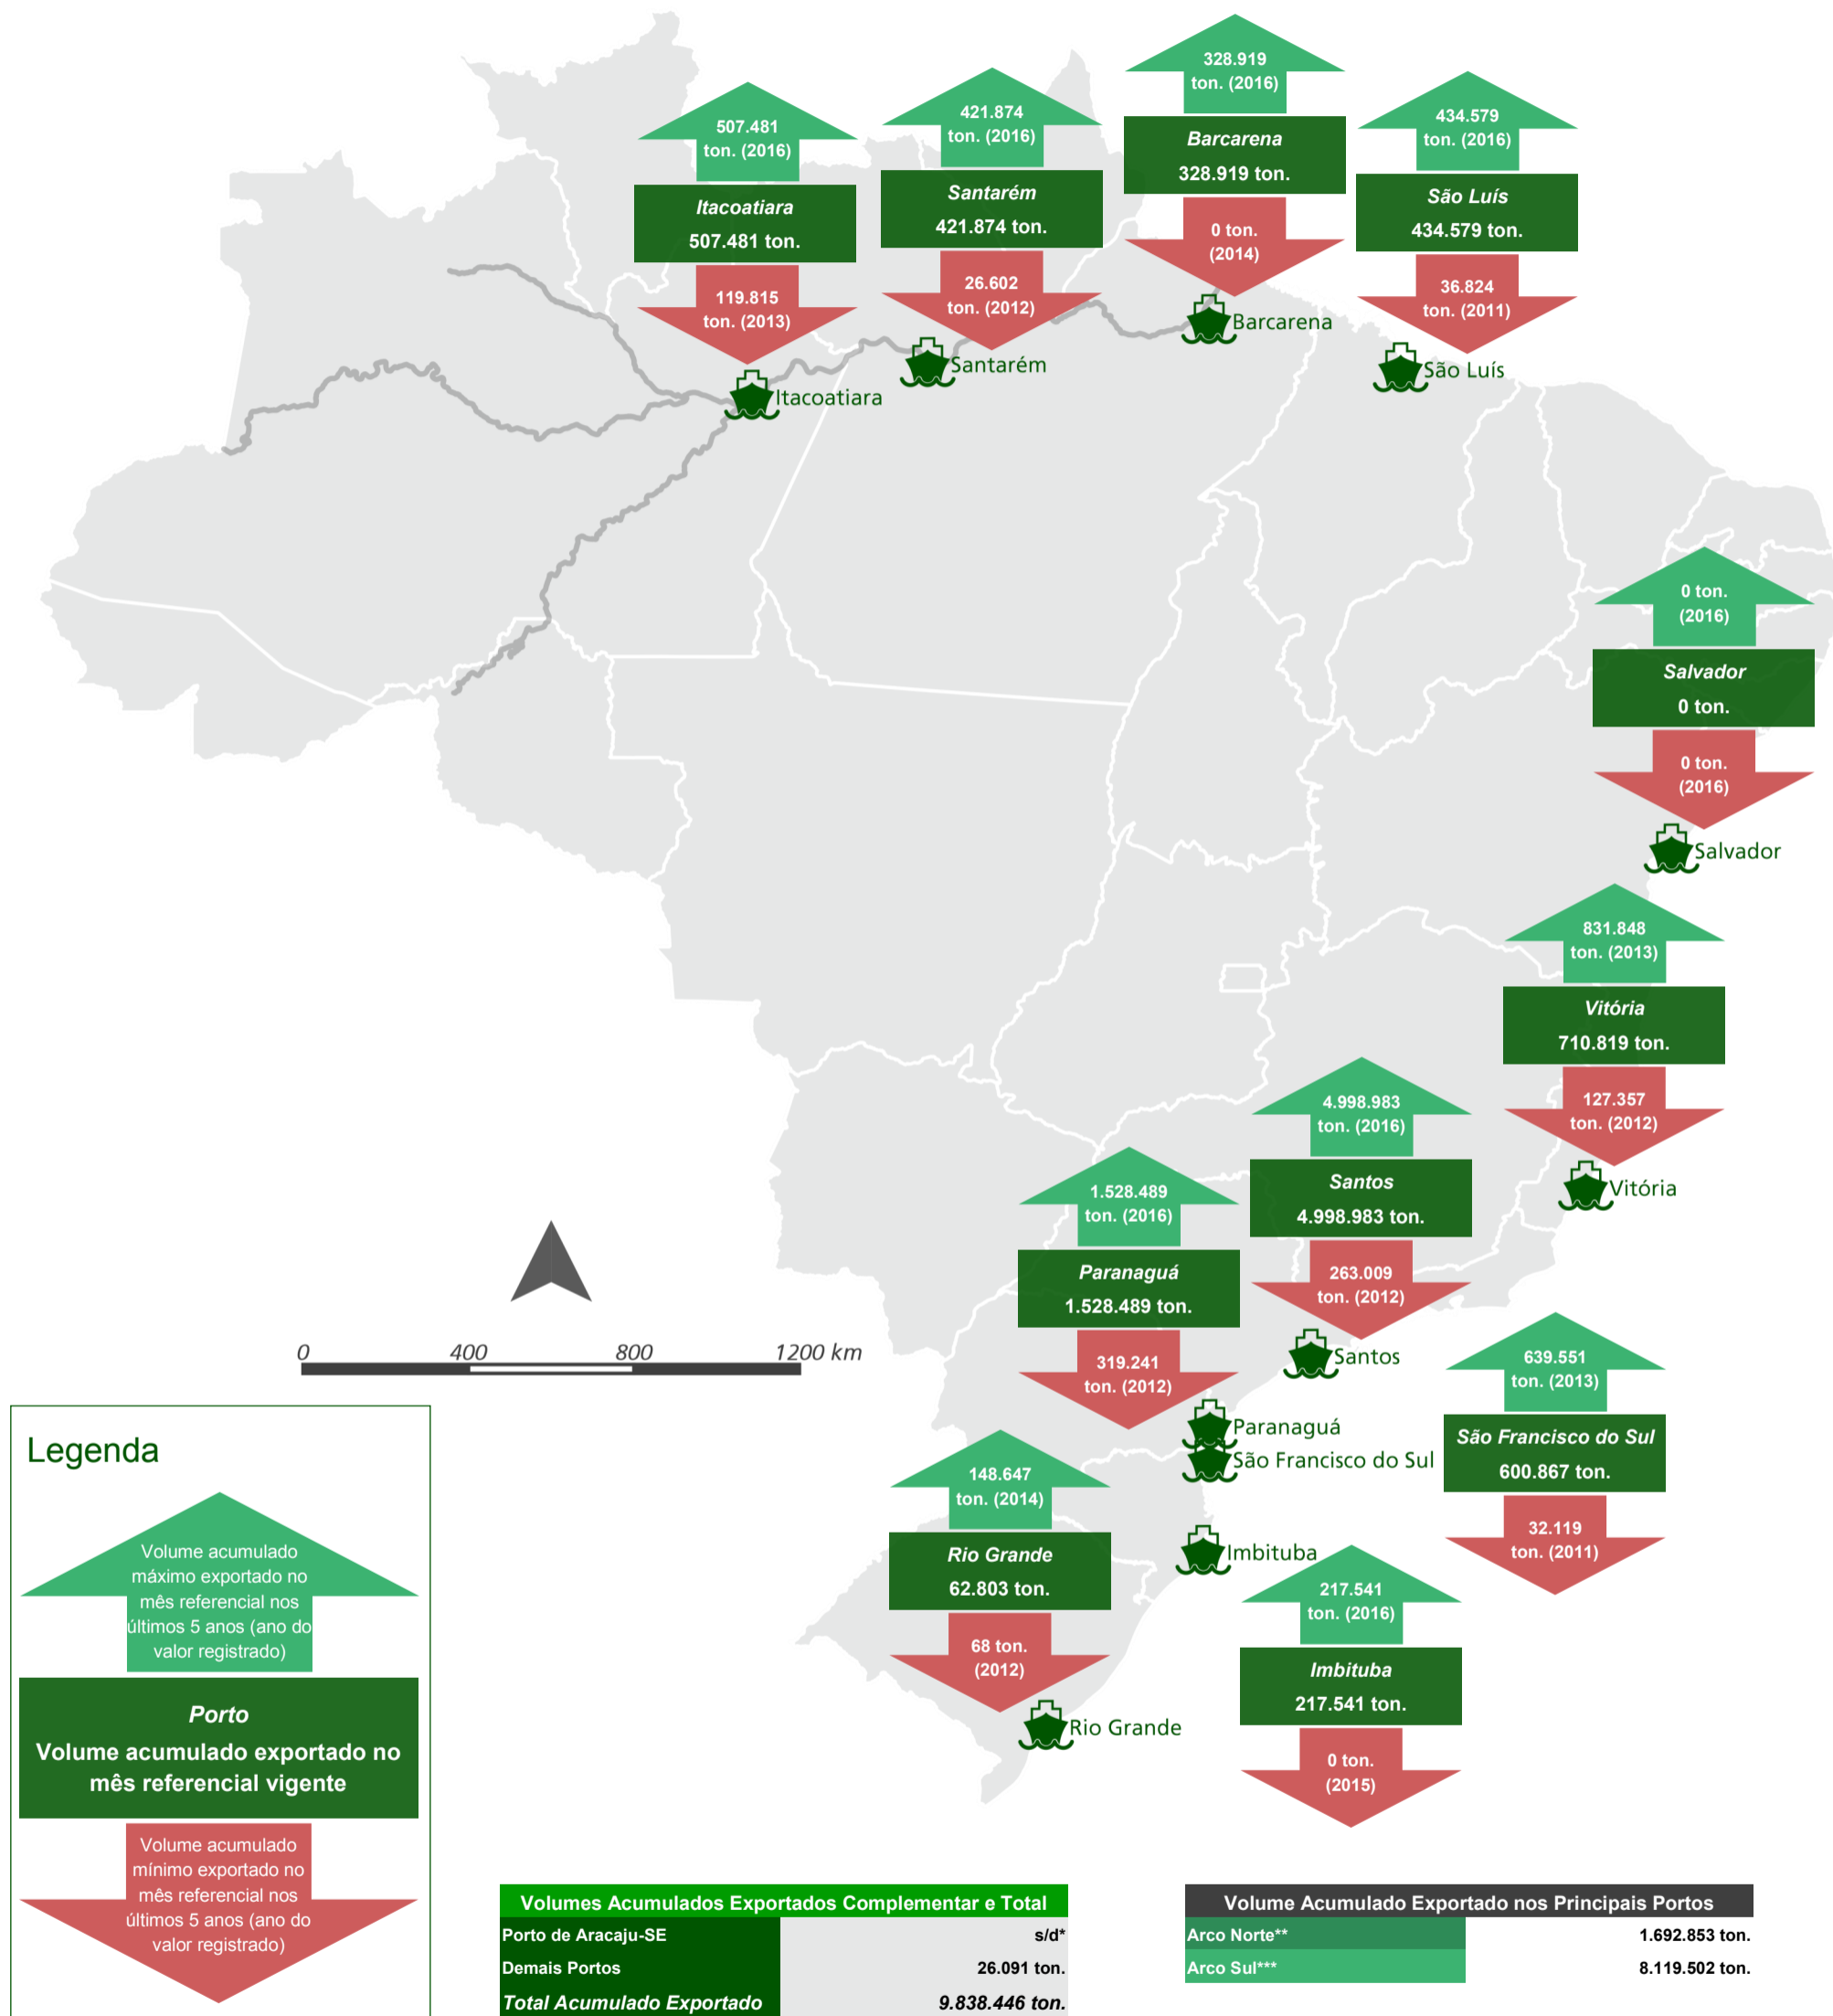 328.919
ton. (2016)
Barcarena
328.919 ton.
0 ton.
(2014)
421.874
ton. (2016)
Santarém
421.874 ton.
26.602
ton. (2012)
434.579
ton. (2016)
São Luís
434.579 ton.
36.824
ton. (2011)
507.481
ton. (2016)
Itacoatiara
507.481 ton.
119.815
ton. (2013)
Barcarena
Santarém
São Luís
Itacoatiara
0 ton.
(2016)
Salvador
0 ton.
0 ton.
(2016)
Salvador
831.848
ton. (2013)
Vitória
710.819 ton.
127.357
ton. (2012)
Vitória
4.998.983
ton. (2016)
Santos
4.998.983 ton.
263.009
ton. (2012)
Santos
1.528.489
ton. (2016)
Paranaguá
1.528.489 ton.
319.241
ton. (2012)
Paranaguá
São Francisco do Sul
639.551
ton. (2013)
São Francisco do Sul
600.867 ton.
32.119
ton. (2011)
0 400 800 1200 km
148.647
ton. (2014)
Rio Grande
62.803 ton.
68 ton.
(2012)
Rio Grande
Imbituba
217.541
ton. (2016)
Imbituba
217.541 ton.
0 ton.
(2015)
Legenda
Volume acumulado
máximo exportado no
mês referencial nos
últimos 5 anos (ano do
valor registrado)
Porto
Volume acumulado exportado no
mês referencial vigente
Volume acumulado
mínimo exportado no
mês referencial nos
últimos 5 anos (ano do
valor registrado)
Volumes Acumulados Exportados Complementar e Total
Porto de Aracaju-SE s/d*
Demais Portos 26.091 ton.
Total Acumulado Exportado 9.838.446 ton.
Volume Acumulado Exportado nos Principais Portos
Arco Norte** 1.692.853 ton.
Arco Sul*** 8.119.502 ton.